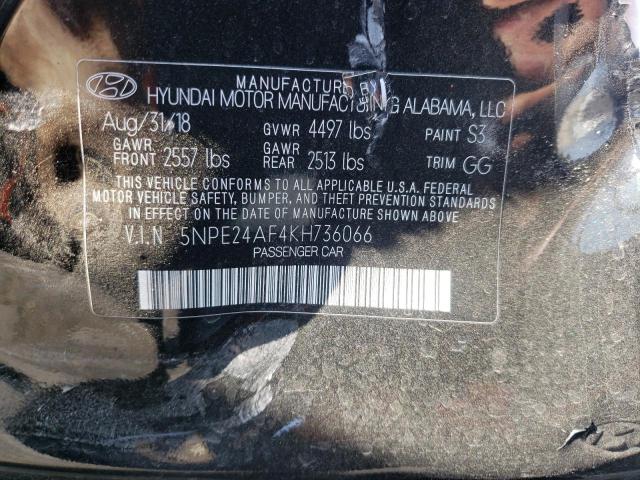 MANUFACTURED BY
HYUNDAI MOTOR MANUFACTURING ALABAMA, LLC
Aug/31/18 GVWR 4497 lbs PAINT S3
GAWR FRONT 2557 lbs GAWR REAR 2513 lbs TRIM GG
THIS VEHICLE CONFORMS TO ALL APPLICABLE U.S.A. FEDERAL
MOTOR VEHICLE SAFETY, BUMPER, AND THEFT PREVENTION STANDARDS
IN EFFECT ON THE DATE OF MANUFACTURE SHOWN ABOVE.
V.I.N 5NPE24AF4KH736066
PASSENGER CAR